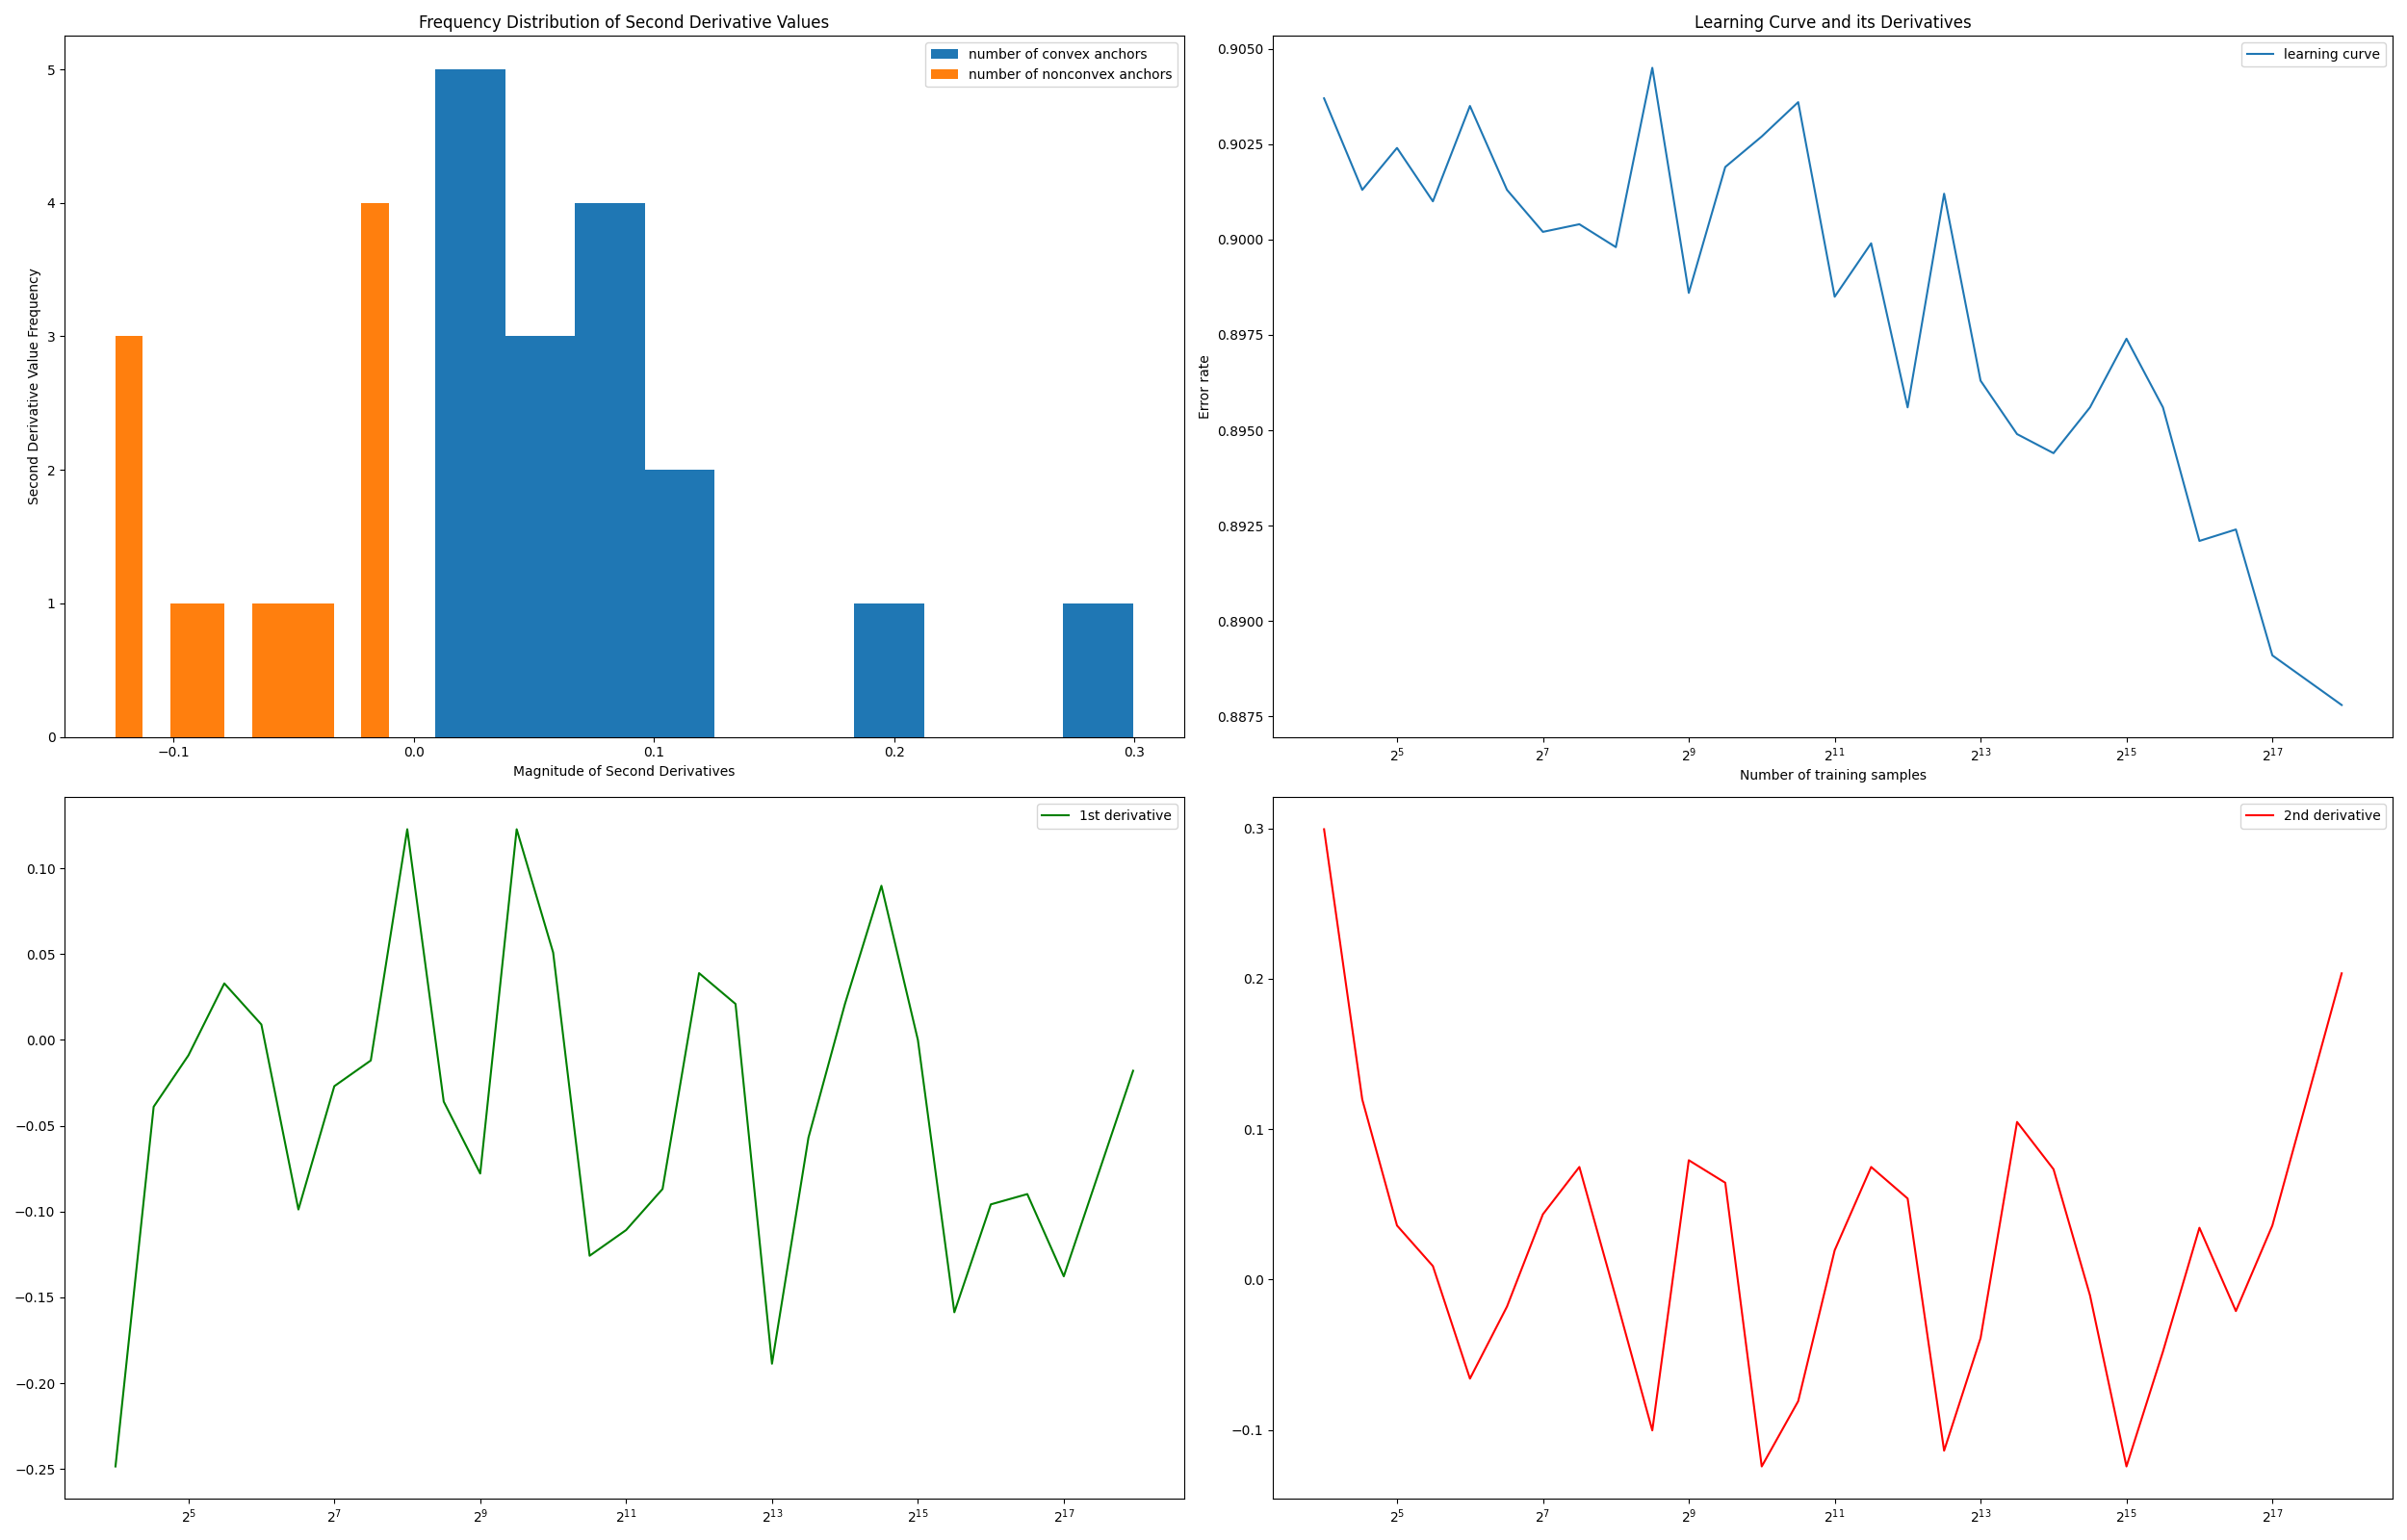 Frequency Distribution of Second Derivative Values
number of convex anchors
number of nonconvex anchors
5
4
3
2
1
0
Second Derivative Value Frequency
−0.1 0.0 0.1 0.2 0.3
Magnitude of Second Derivatives
Learning Curve and its Derivatives
learning curve
0.9050
0.9025
0.9000
0.8975
0.8950
0.8925
0.8900
0.8875
Error rate
2^5 2^7 2^9 2^11 2^13 2^15 2^17
Number of training samples
1st derivative
0.10
0.05
0.00
−0.05
−0.10
−0.15
−0.20
−0.25
2^5 2^7 2^9 2^11 2^13 2^15 2^17
2nd derivative
0.3
0.2
0.1
0.0
−0.1
2^5 2^7 2^9 2^11 2^13 2^15 2^17